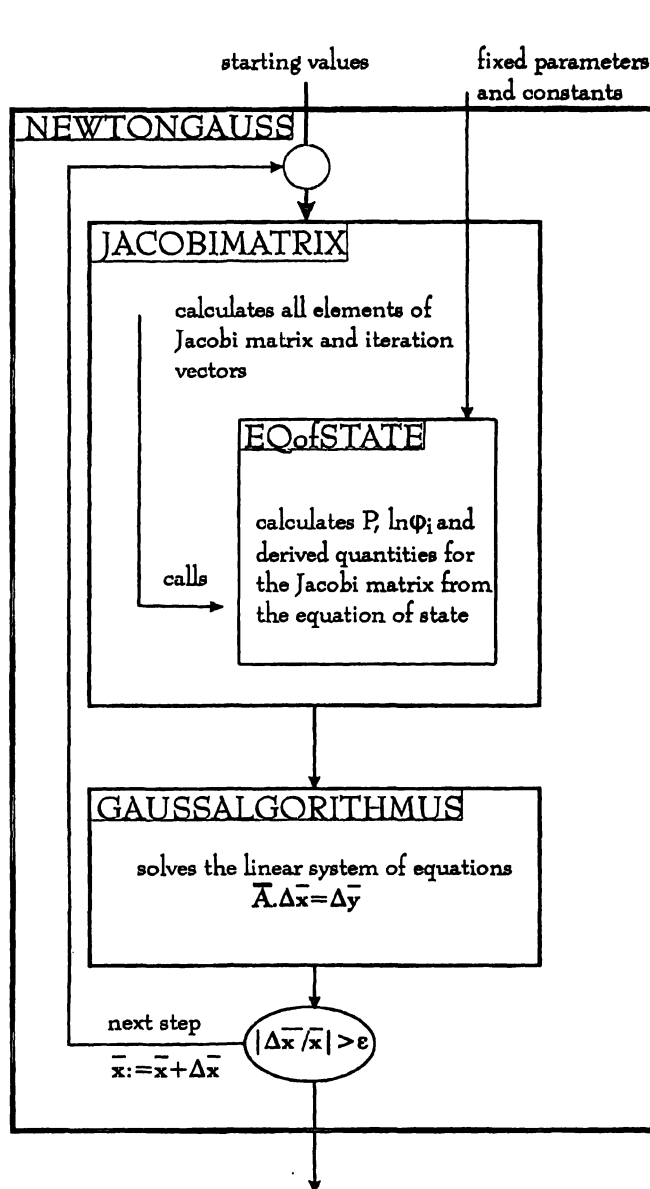 starting values
fixed parameters
and constants
NEWTONGAUSS
JACOBIMATRIX
calculates all elements of
Jacobi matrix and iteration
vectors
EQofSTATE
calculates P, lnφi and
derived quantities for
the Jacobi matrix from
the equation of state
calls
GAUSSALGORITHMUS
solves the linear system of equations
A̅.Δx̅=Δy̅
|Δx̅/x̅|>ε
next step
x̅:=x̅+Δx̅